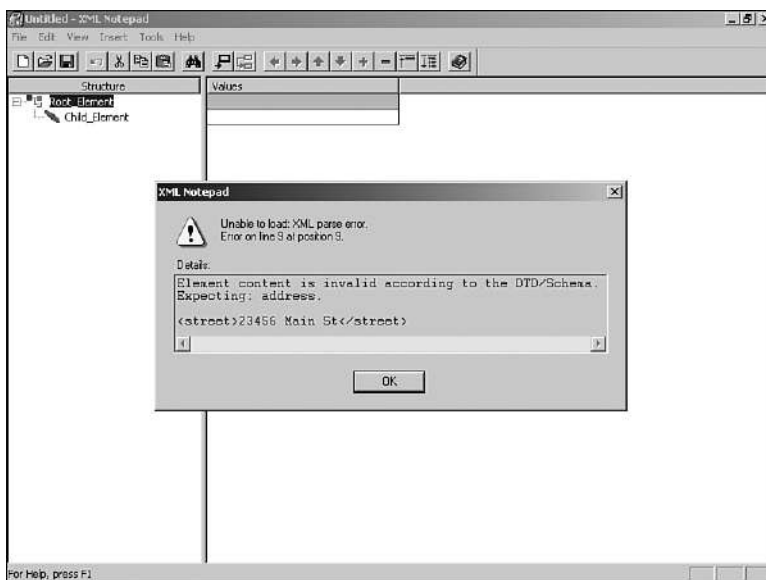 Untitled - XML Notepad
File Edit View Insert Tools Help
Structure
Values
Root_Element
Child_Element
XML Notepad
Unable to load: XML parse error.
Error on line 9 at position 9.
Details:
Element content is invalid according to the DTD/Schema.
Expecting: address.
<street>23456 Main St</street>
OK
For Help, press F1